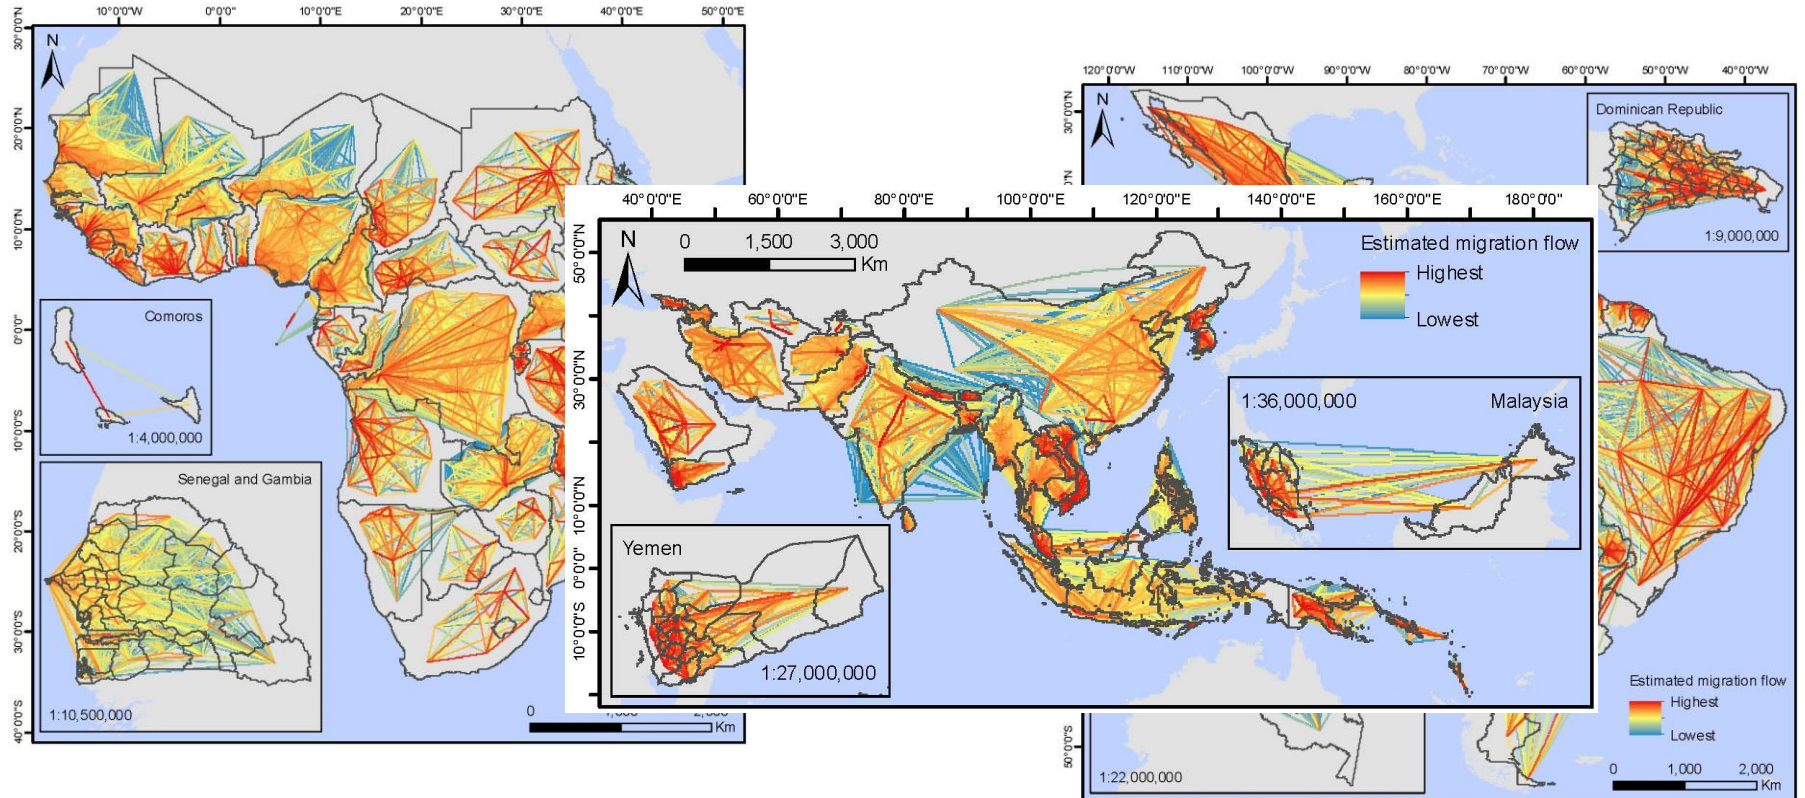 10°0'0"W 0°0'0" 10°0'0"E 20°0'0"E 30°0'0"E 40°0'0"E 50°0'0"E
30°0'0"N
20°0'0"N
10°0'0"N
0°0'0"
10°0'0"S
20°0'0"S
30°0'0"S
40°0'0"S
N
Comoros
1:4,000,000
Senegal and Gambia
1:10,500,000
0
Km
40°0'0"E 60°0'0"E 80°0'0"E 100°0'0"E 120°0'0"E 140°0'0"E 160°0'0"E 180°0'0"
50°0'0"N
30°0'0"N
10°0'0"N
0°0'0"
10°0'0"S
N
0 1,500 3,000
Km
Estimated migration flow
Highest
Lowest
1:36,000,000 Malaysia
Yemen
1:27,000,000
120°0'0"W 110°0'0"W 100°0'0"W 90°0'0"W 80°0'0"W 70°0'0"W 60°0'0"W 50°0'0"W 40°0'0"W
30°0'0"N
50°0'0"S
N
Dominican Republic
1:9,000,000
1:22,000,000
Estimated migration flow
Highest
Lowest
0 1,000 2,000
Km